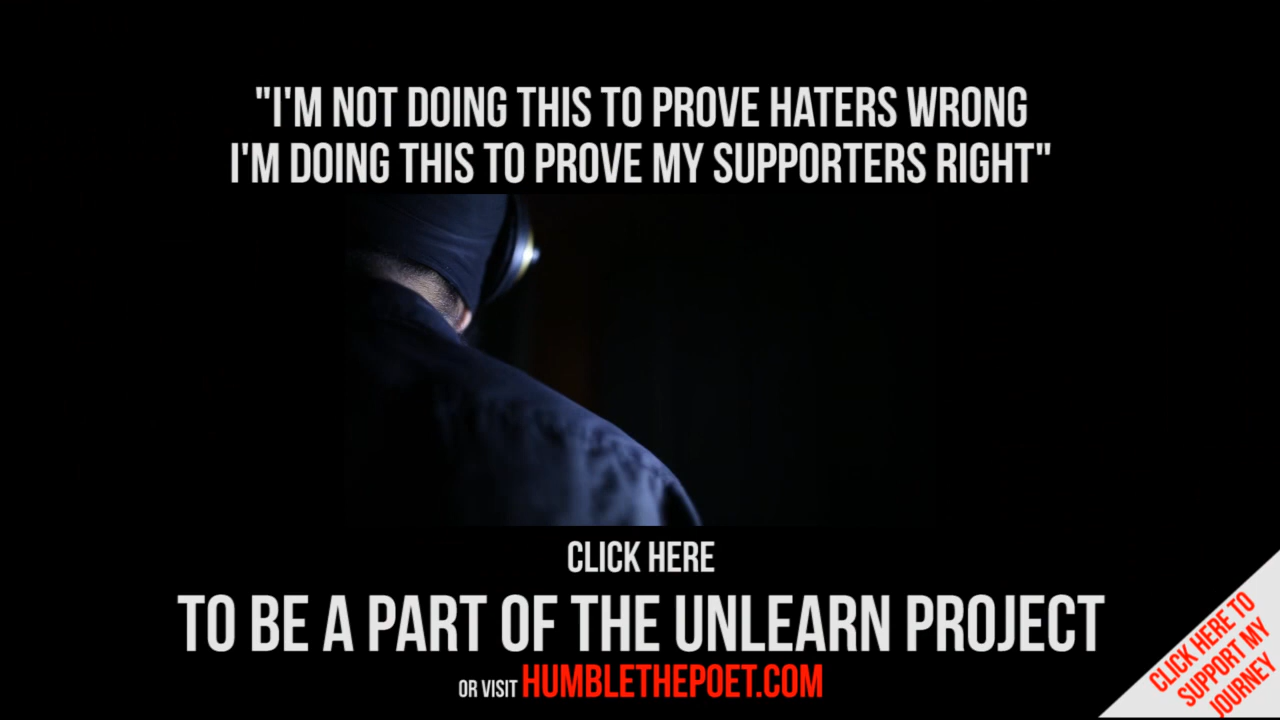 "I'M NOT DOING THIS TO PROVE HATERS WRONG
I'M DOING THIS TO PROVE MY SUPPORTERS RIGHT"
CLICK HERE
TO BE A PART OF THE UNLEARN PROJECT
OR VISIT HUMBLETHEPOET.COM
CLICK HERE TO
SUPPORT MY
JOURNEY